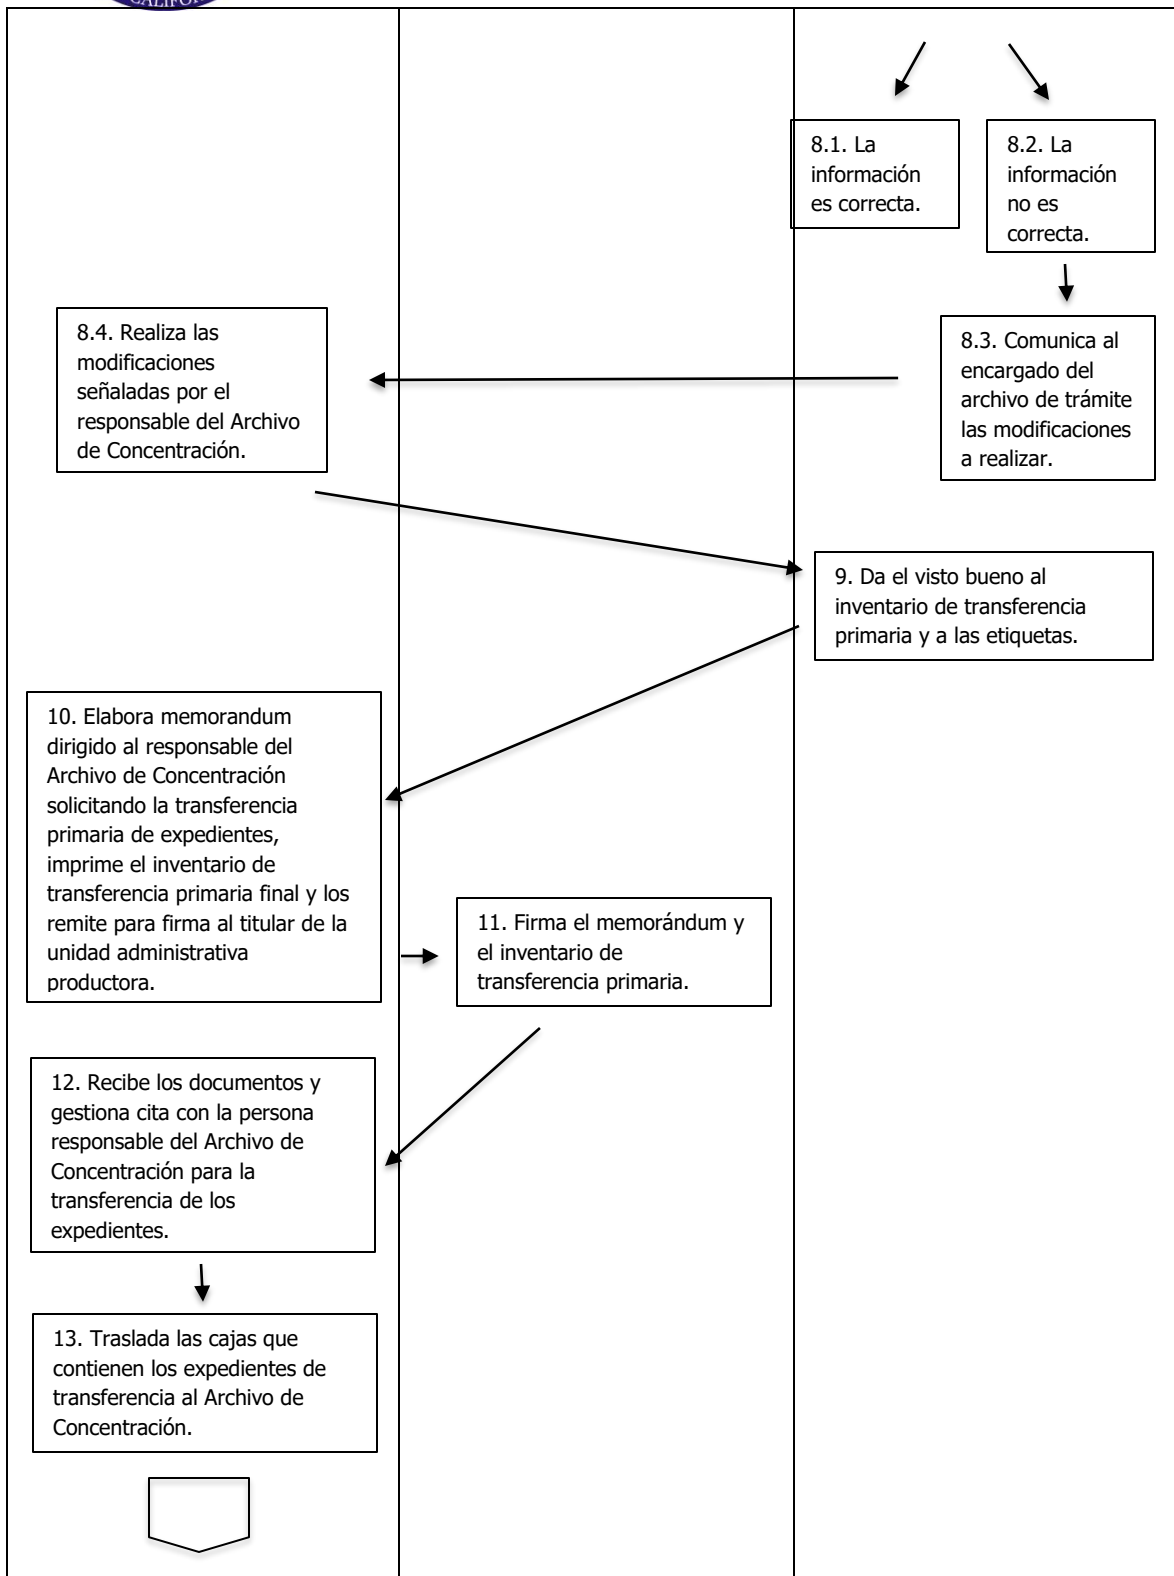 8.1. La
información
es correcta.
8.2. La
información
no es
correcta.
8.3. Comunica al
encargado del
archivo de trámite
las modificaciones
a realizar.
8.4. Realiza las
modificaciones
señaladas por el
responsable del Archivo
de Concentración.
9. Da el visto bueno al
inventario de transferencia
primaria y a las etiquetas.
10. Elabora memorandum
dirigido al responsable del
Archivo de Concentración
solicitando la transferencia
primaria de expedientes,
imprime el inventario de
transferencia primaria final y los
remite para firma al titular de la
unidad administrativa
productora.
11. Firma el memorándum y
el inventario de
transferencia primaria.
12. Recibe los documentos y
gestiona cita con la persona
responsable del Archivo de
Concentración para la
transferencia de los
expedientes.
13. Traslada las cajas que
contienen los expedientes de
transferencia al Archivo de
Concentración.